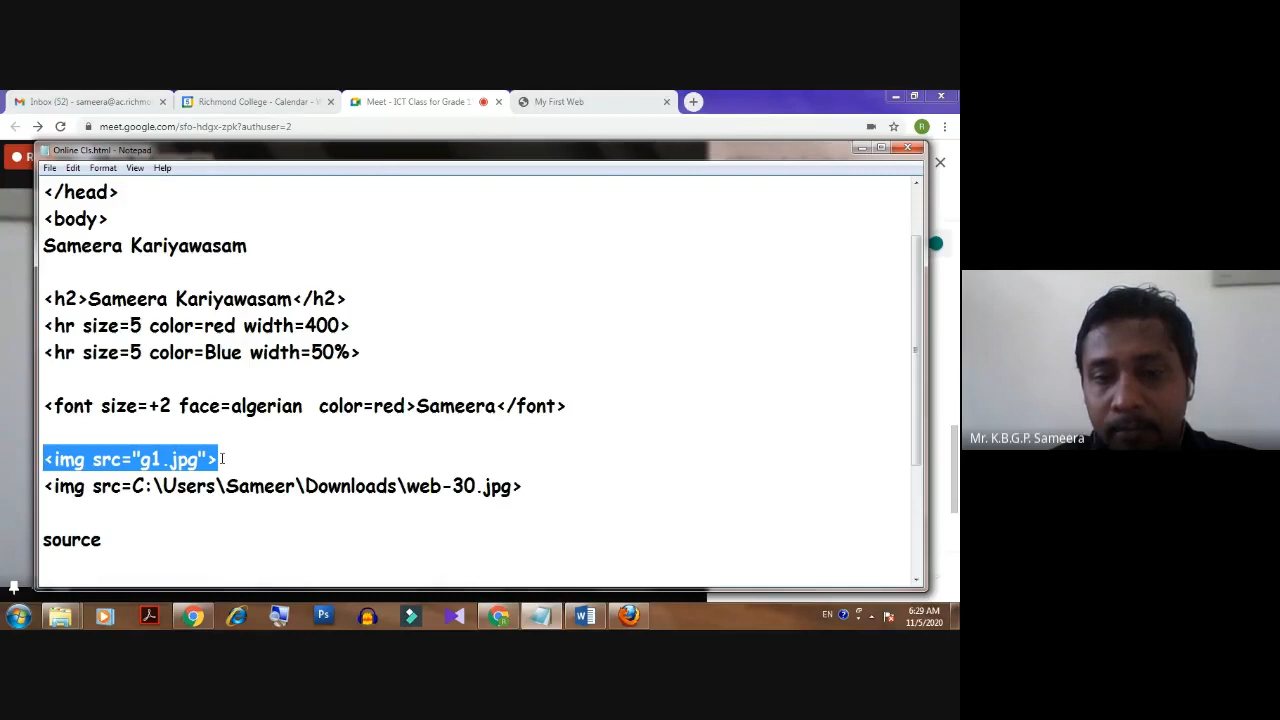 Inbox (52) - sameera@ac.richmo
Richmond College - Calendar - W
Meet - ICT Class for Grade 1
My First Web
meet.google.com/sfo-hdgx-zpk?authuser=2
Online Cls.html - Notepad
File Edit Format View Help
</head>
<body>
Sameera Kariyawasam
<h2>Sameera Kariyawasam</h2>
<hr size=5 color=red width=400>
<hr size=5 color=Blue width=50%>
<font size=+2 face=algerian  color=red>Sameera</font>
<img src="g1.jpg">
<img src=C:\Users\Sameer\Downloads\web-30.jpg>
source
Mr. K.B.G.P. Sameera
Ps
EN
6:29 AM
11/5/2020